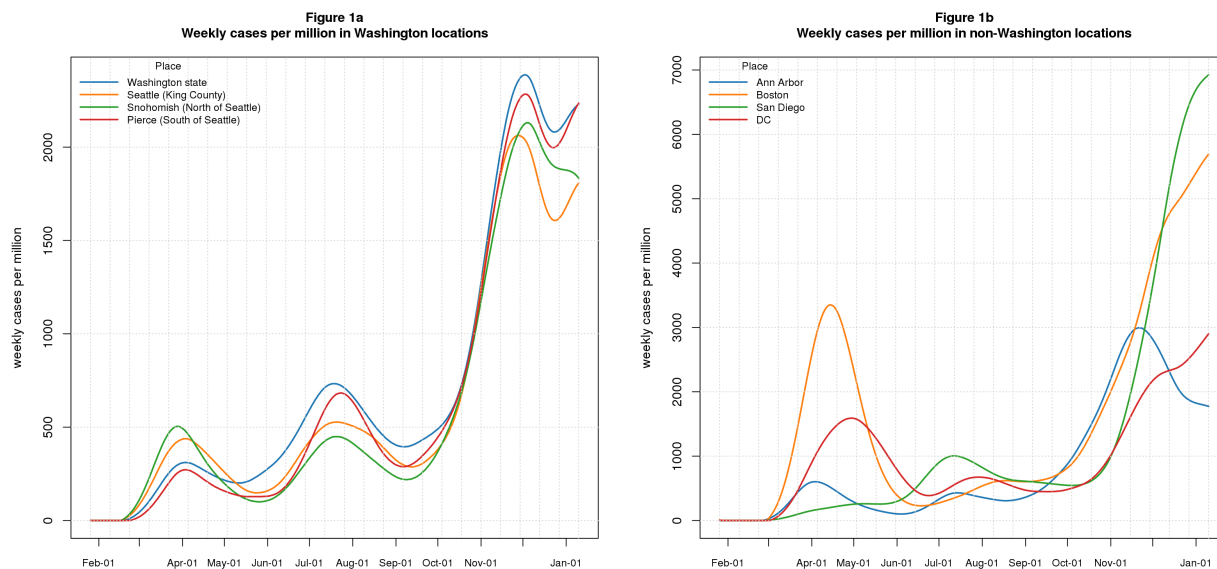 Figure 1a
Weekly cases per million in Washington locations
Place
Washington state
Seattle (King County)
Snohomish (North of Seattle)
Pierce (South of Seattle)
weekly cases per million
2000
1500
1000
500
0
Feb-01 Apr-01 May-01 Jun-01 Jul-01 Aug-01 Sep-01 Oct-01 Nov-01 Jan-01
Figure 1b
Weekly cases per million in non-Washington locations
Place
Ann Arbor
Boston
San Diego
DC
weekly cases per million
7000
6000
5000
4000
3000
2000
1000
0
Feb-01 Apr-01 May-01 Jun-01 Jul-01 Aug-01 Sep-01 Oct-01 Nov-01 Jan-01